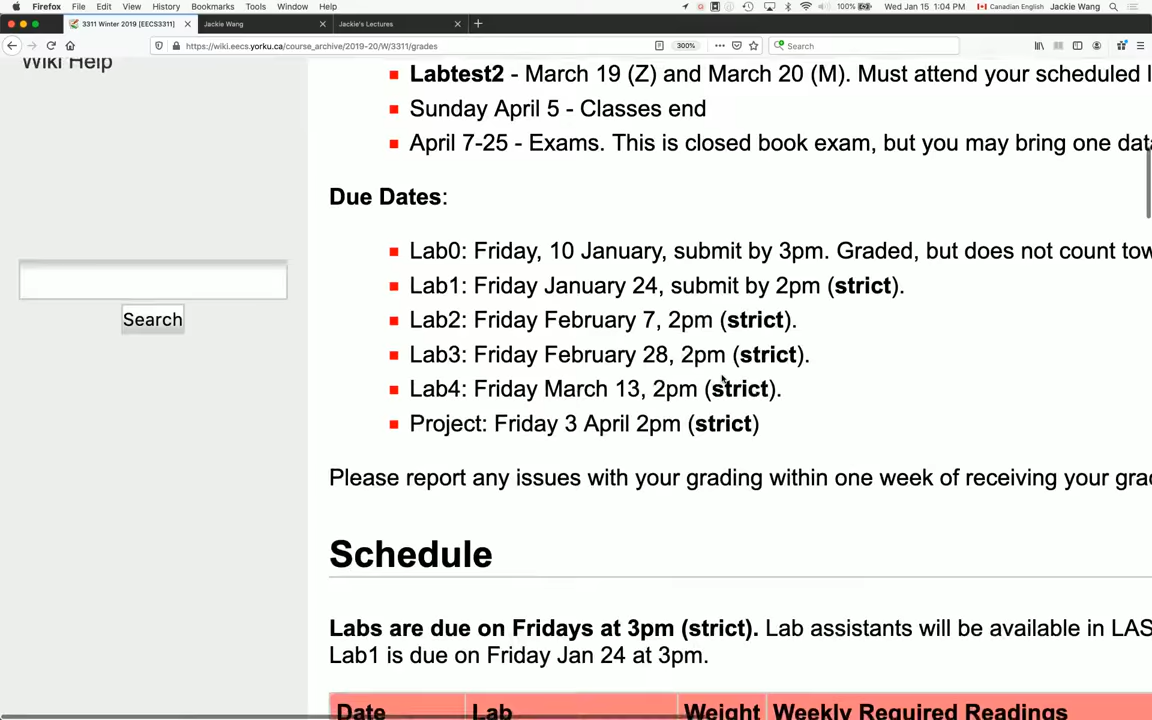 Firefox File Edit View History Bookmarks Tools Window Help 100% Wed Jan 15 1:04 PM Canadian English Jackie Wang
3311 Winter 2019 [EECS3311] Jackie Wang Jackie's Lectures
https://wiki.eecs.yorku.ca/course_archive/2019-20/W/3311/grades 300% Search
Wiki Help
Search
Labtest2 - March 19 (Z) and March 20 (M). Must attend your scheduled l
Sunday April 5 - Classes end
April 7-25 - Exams. This is closed book exam, but you may bring one dat
Due Dates:
Lab0: Friday, 10 January, submit by 3pm. Graded, but does not count tow
Lab1: Friday January 24, submit by 2pm (strict).
Lab2: Friday February 7, 2pm (strict).
Lab3: Friday February 28, 2pm (strict).
Lab4: Friday March 13, 2pm (strict).
Project: Friday 3 April 2pm (strict)
Please report any issues with your grading within one week of receiving your gra
Schedule
Labs are due on Fridays at 3pm (strict). Lab assistants will be available in LAS
Lab1 is due on Friday Jan 24 at 3pm.
Date Lab Weight Weekly Required Readings